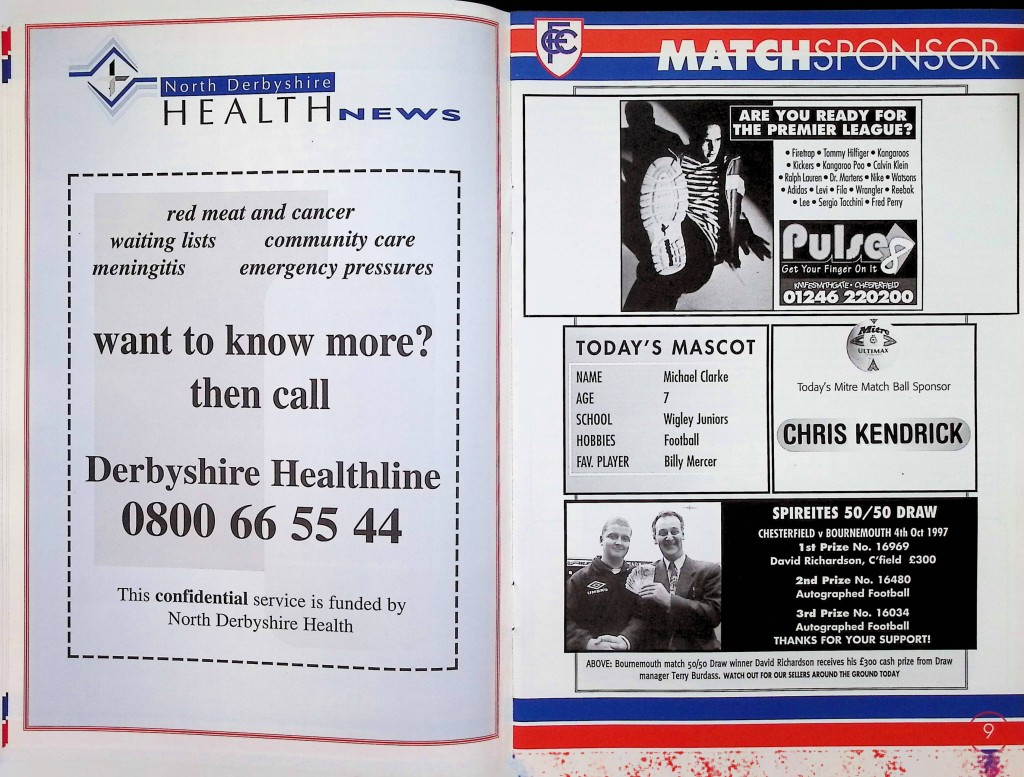 North Derbyshire
HEALTH NEWS
red meat and cancer
waiting lists community care
meningitis emergency pressures
want to know more?
then call
Derbyshire Healthline
0800 66 55 44
This confidential service is funded by
North Derbyshire Health
MATCHSPONSOR
ARE YOU READY FOR
THE PREMIER LEAGUE?
• Firetrap • Tommy Hilfiger • Kangaroos
• Kickers • Kangaroo Poo • Calvin Klein
• Ralph Lauren • Dr. Martens • Nike • Watsons
• Adidas • Levi • Fila • Wrangler • Reebok
• Lee • Sergio Tacchini • Fred Perry
Pulse 8
Get Your Finger On It
KNIFESMITHGATE • CHESTERFIELD
01246 220200
TODAY'S MASCOT
NAME Michael Clarke
AGE 7
SCHOOL Wigley Juniors
HOBBIES Football
FAV. PLAYER Billy Mercer
Mitre
ULTIMAX
Today's Mitre Match Ball Sponsor
CHRIS KENDRICK
UMBRO
SPIREITES 50/50 DRAW
CHESTERFIELD v BOURNEMOUTH 4th Oct 1997
1st Prize No. 16969
David Richardson, C'field £300
2nd Prize No. 16480
Autographed Football
3rd Prize No. 16034
Autographed Football
THANKS FOR YOUR SUPPORT!
ABOVE: Bournemouth match 50/50 Draw winner David Richardson receives his £300 cash prize from Draw
manager Terry Burdass. WATCH OUT FOR OUR SELLERS AROUND THE GROUND TODAY
9